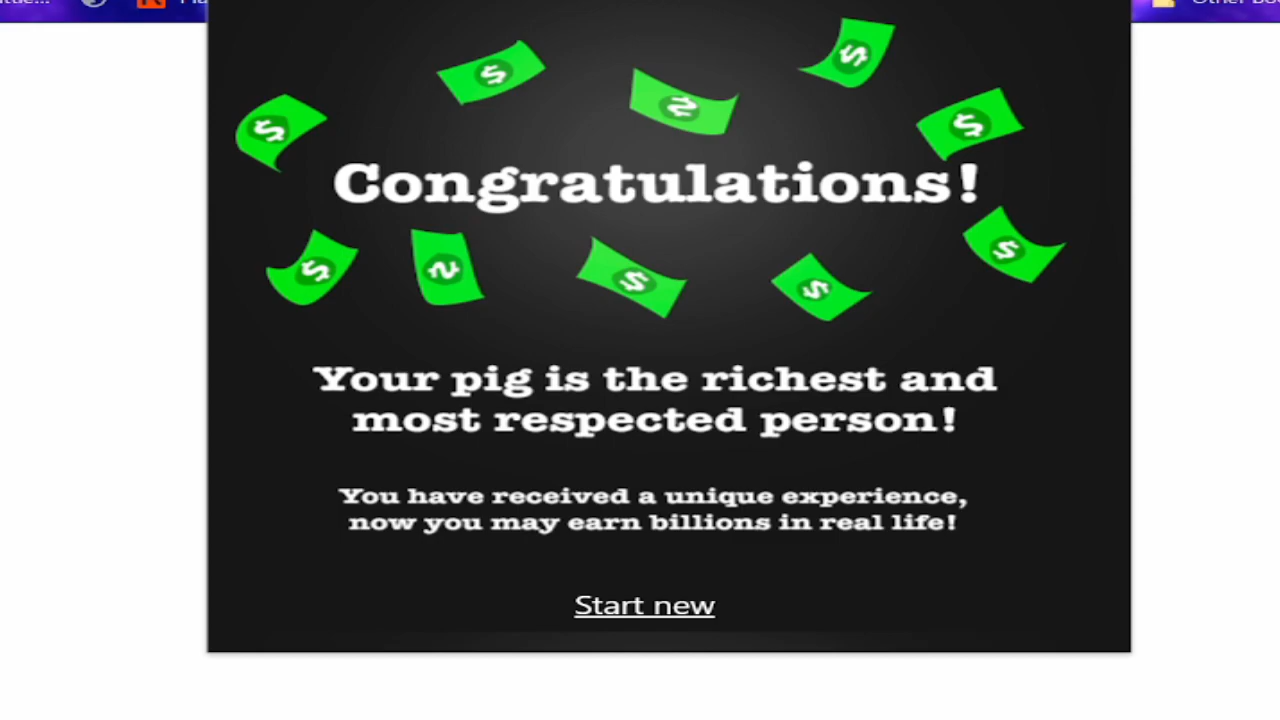 Congratulations!
Your pig is the richest and
most respected person!
You have received a unique experience,
now you may earn billions in real life!
Start new